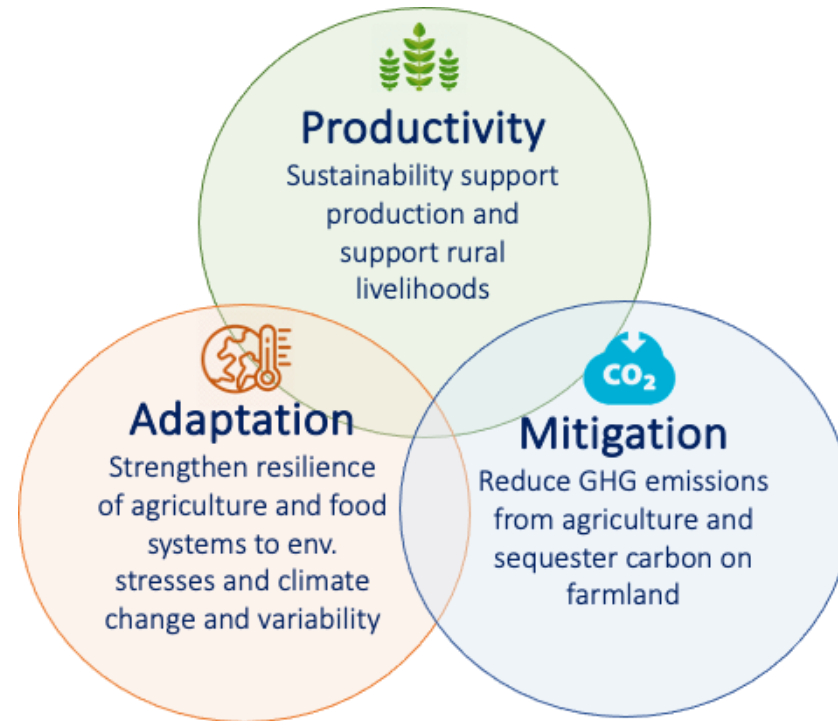 Productivity
Sustainability support
production and
support rural
livelihoods
Adaptation
Strengthen resilience
of agriculture and food
systems to env.
stresses and climate
change and variability
CO₂
Mitigation
Reduce GHG emissions
from agriculture and
sequester carbon on
farmland